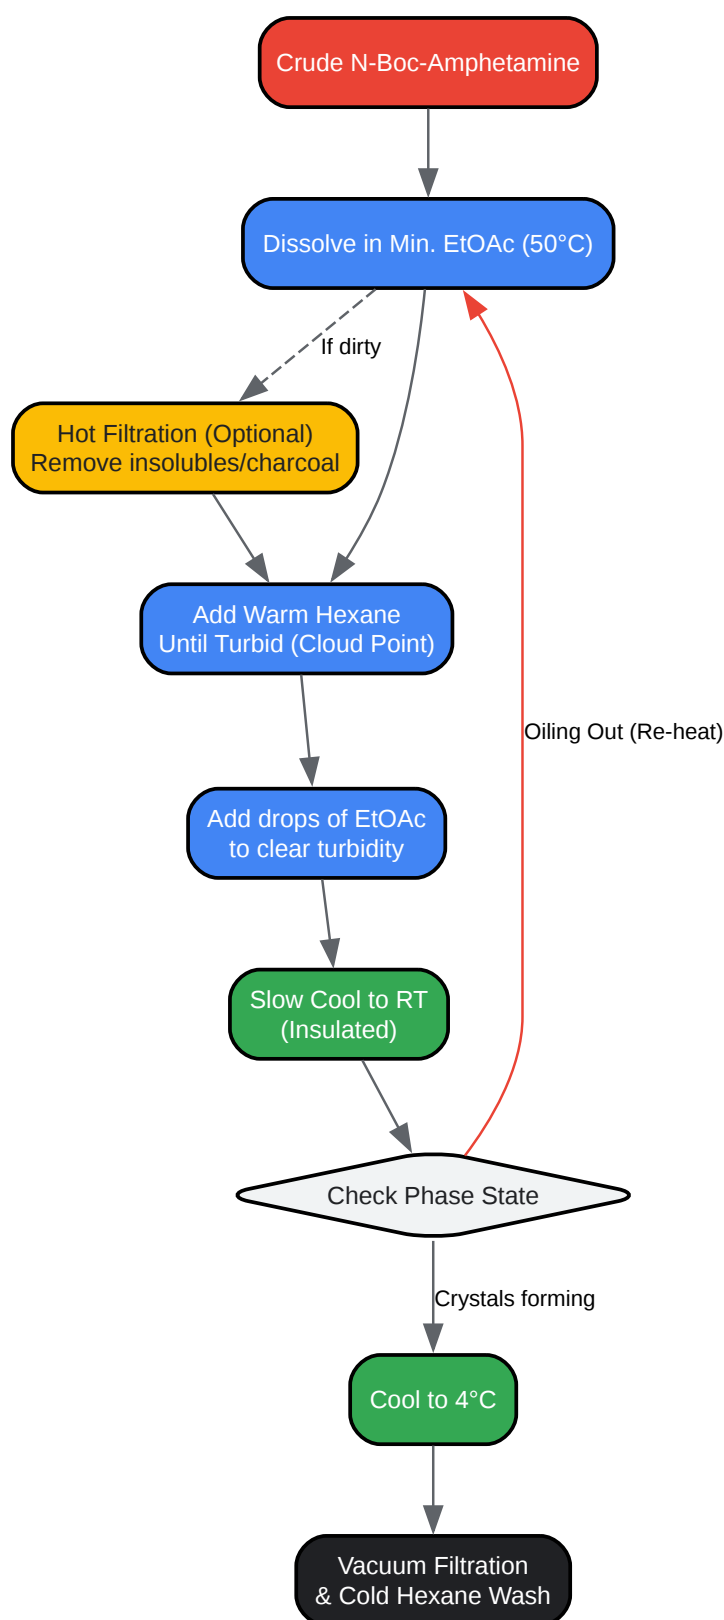 Crude N-Boc-Amphetamine
Dissolve in Min. EtOAc (50°C)
If dirty
Hot Filtration (Optional)
Remove insolubles/charcoal
Add Warm Hexane
Until Turbid (Cloud Point)
Oiling Out (Re-heat)
Add drops of EtOAc
to clear turbidity
Slow Cool to RT
(Insulated)
Check Phase State
Crystals forming
Cool to 4°C
Vacuum Filtration
& Cold Hexane Wash